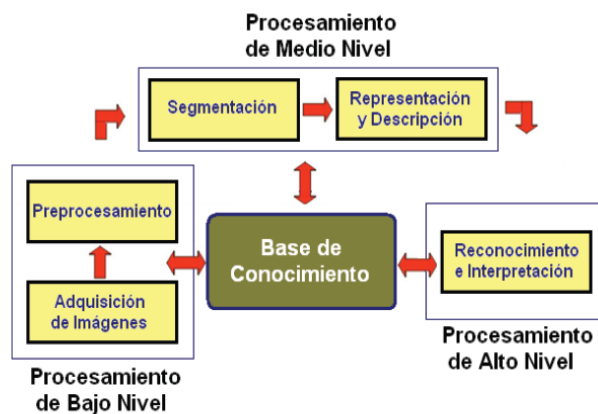 Procesamiento
de Medio Nivel
Segmentación
Representación
y Descripción
Preprocesamiento
Adquisición
de Imágenes
Procesamiento
de Bajo Nivel
Base de
Conocimiento
Reconocimiento
e Interpretación
Procesamiento
de Alto Nivel